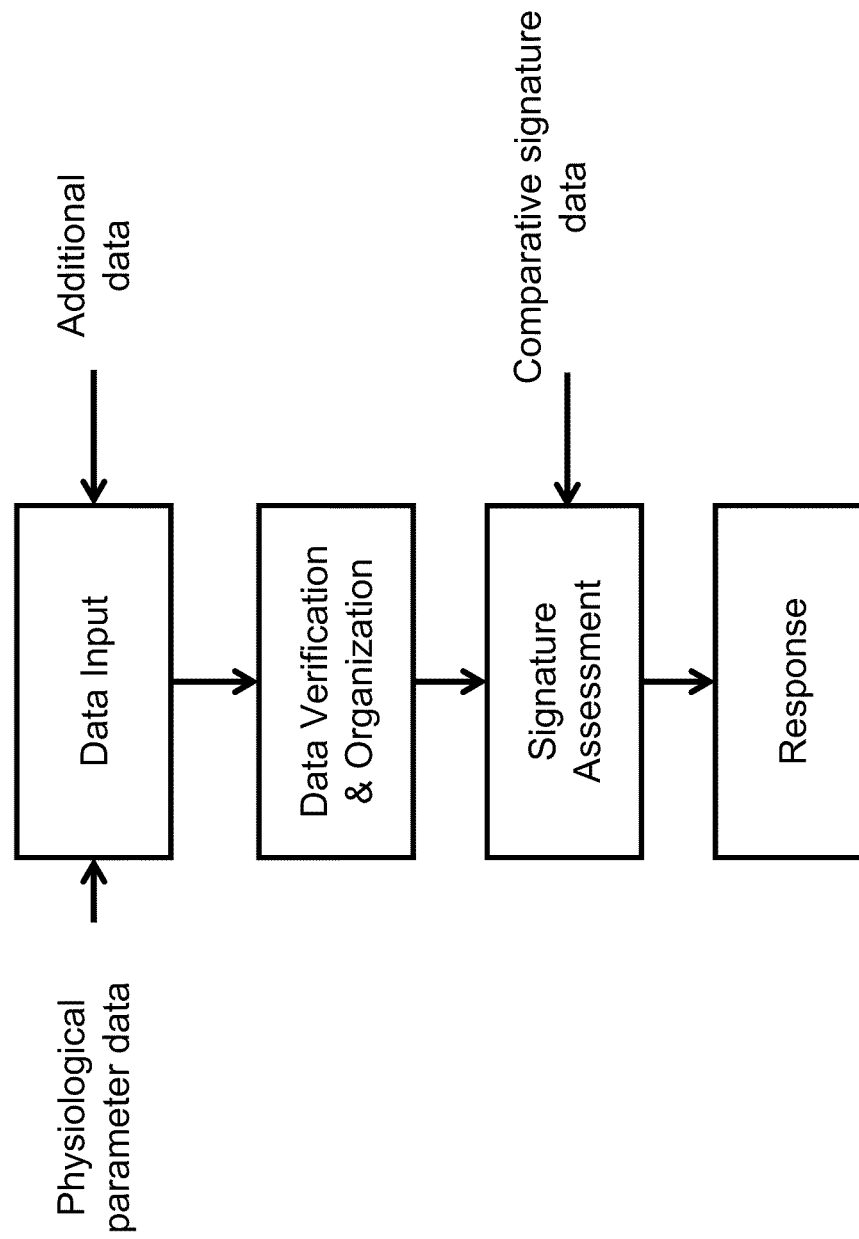 Physiological
parameter data
Data Input
Additional
data
Data Verification
& Organization
Signature
Assessment
Comparative signature
data
Response